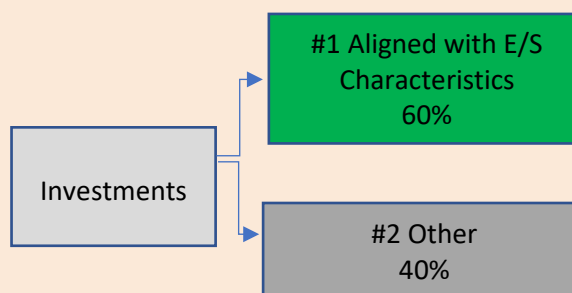 #1 Aligned with E/S
Characteristics
60%
Investments
#2 Other
40%